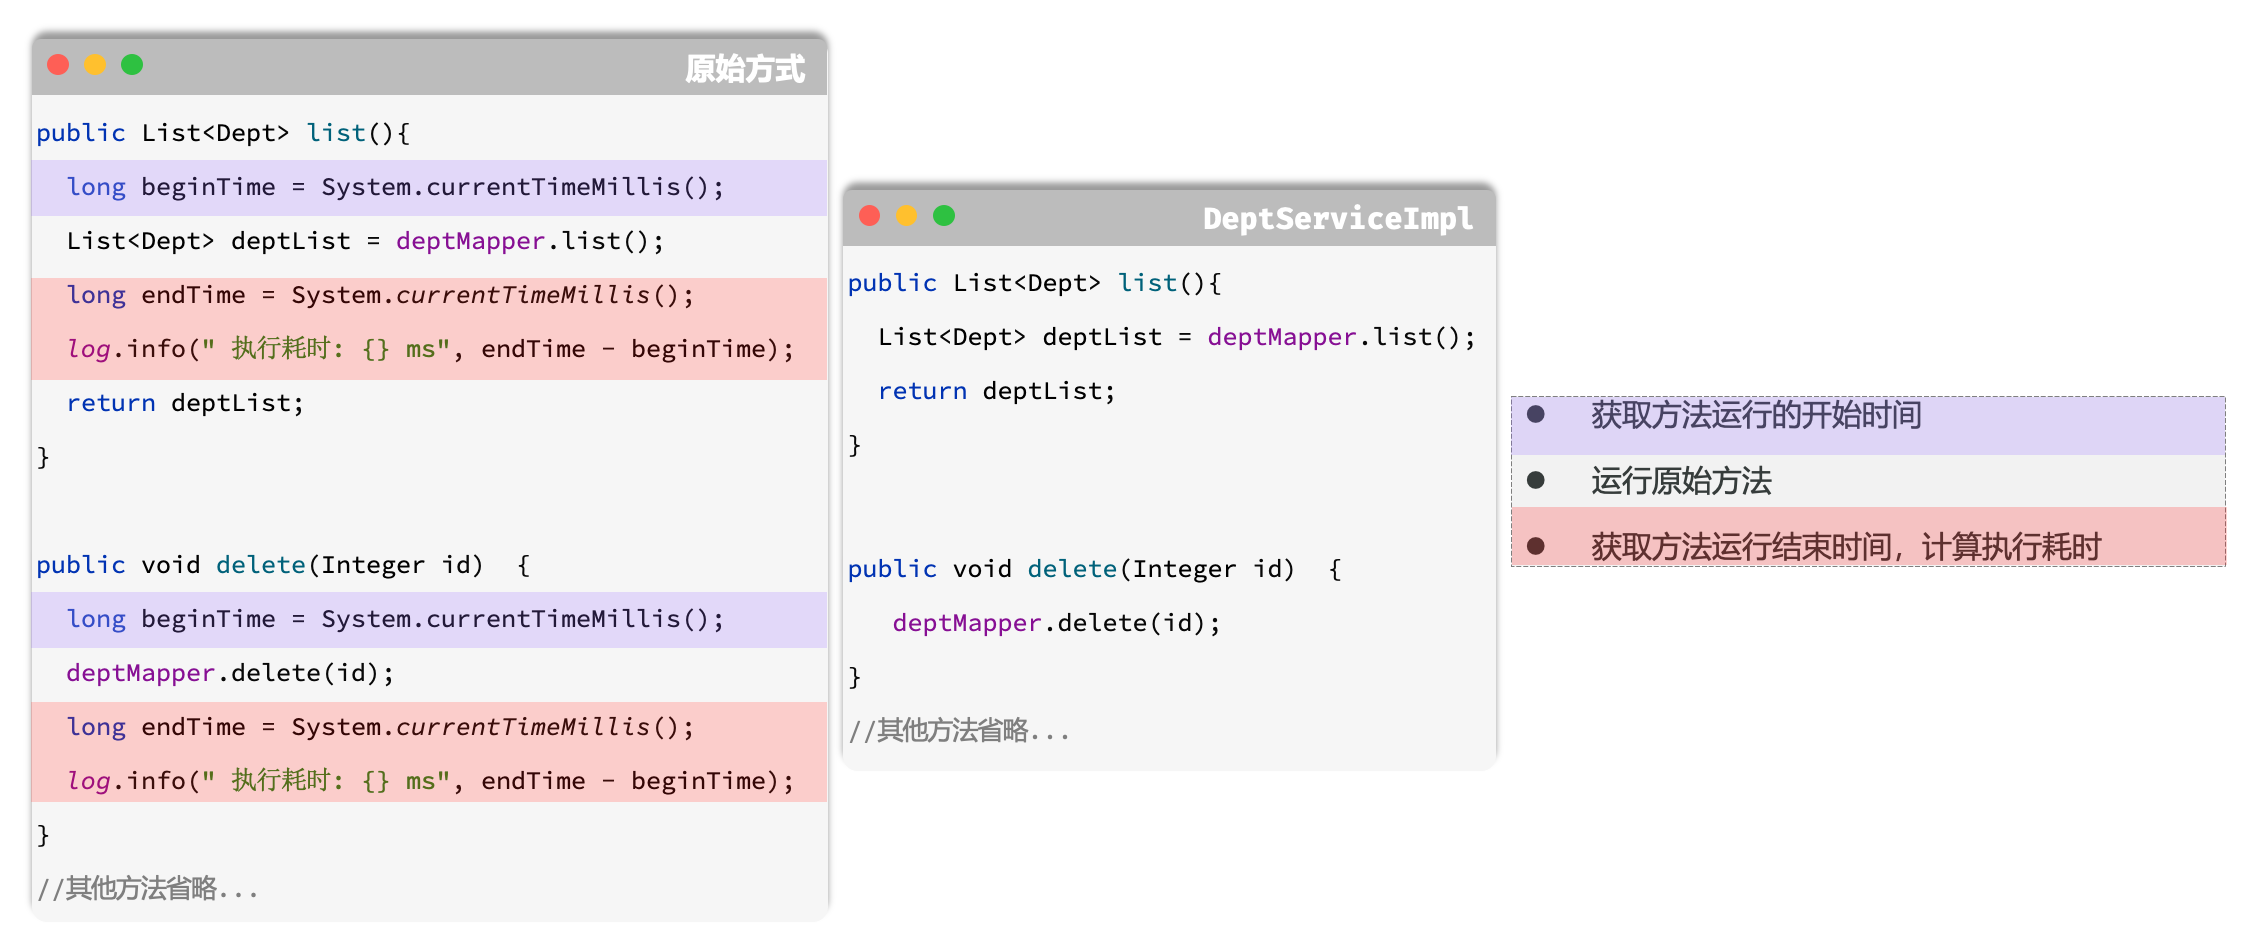 原始方式
public List<Dept> list(){
long beginTime = System.currentTimeMillis();
List<Dept> deptList = deptMapper.list();
long endTime = System.currentTimeMillis();
log.info(" 执行耗时: {} ms", endTime - beginTime);
return deptList;
}
public void delete(Integer id) {
long beginTime = System.currentTimeMillis();
deptMapper.delete(id);
long endTime = System.currentTimeMillis();
log.info(" 执行耗时: {} ms", endTime - beginTime);
}
//其他方法省略...
DeptServiceImpl
public List<Dept> list(){
List<Dept> deptList = deptMapper.list();
return deptList;
}
public void delete(Integer id) {
deptMapper.delete(id);
}
//其他方法省略...
● 获取方法运行的开始时间
● 运行原始方法
● 获取方法运行结束时间，计算执行耗时